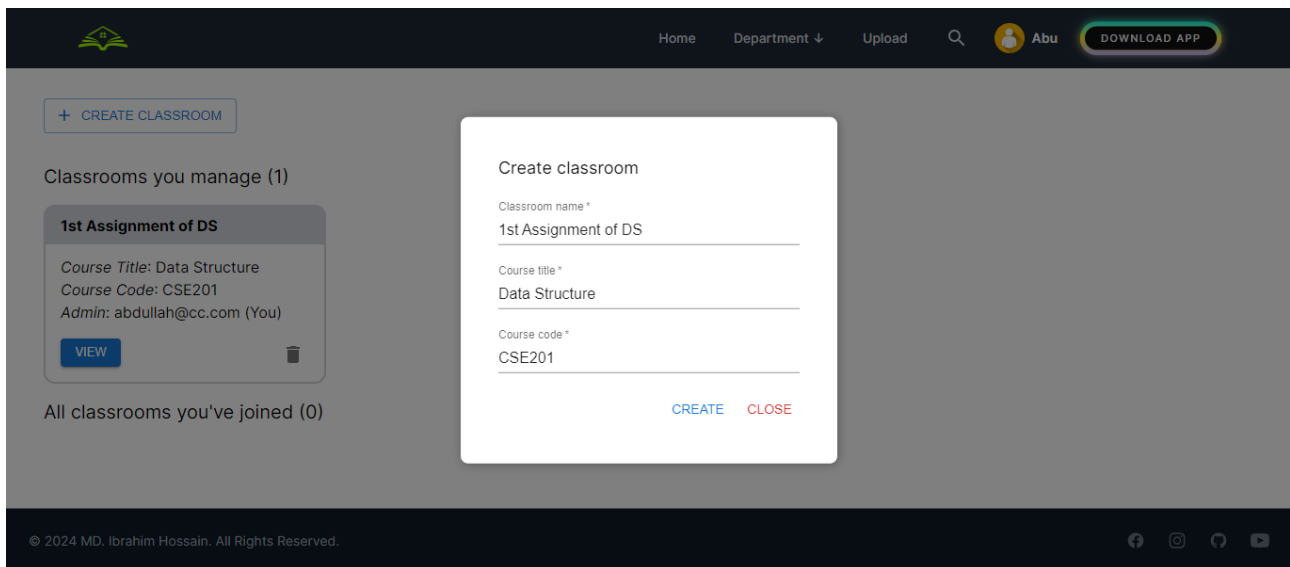 Home Department ↓ Upload Abu DOWNLOAD APP
+ CREATE CLASSROOM
Classrooms you manage (1)
1st Assignment of DS
Course Title: Data Structure
Course Code: CSE201
Admin: abdullah@cc.com (You)
VIEW
All classrooms you've joined (0)
Create classroom
Classroom name *
1st Assignment of DS
Course title *
Data Structure
Course code *
CSE201
CREATE CLOSE
© 2024 MD. Ibrahim Hossain. All Rights Reserved.